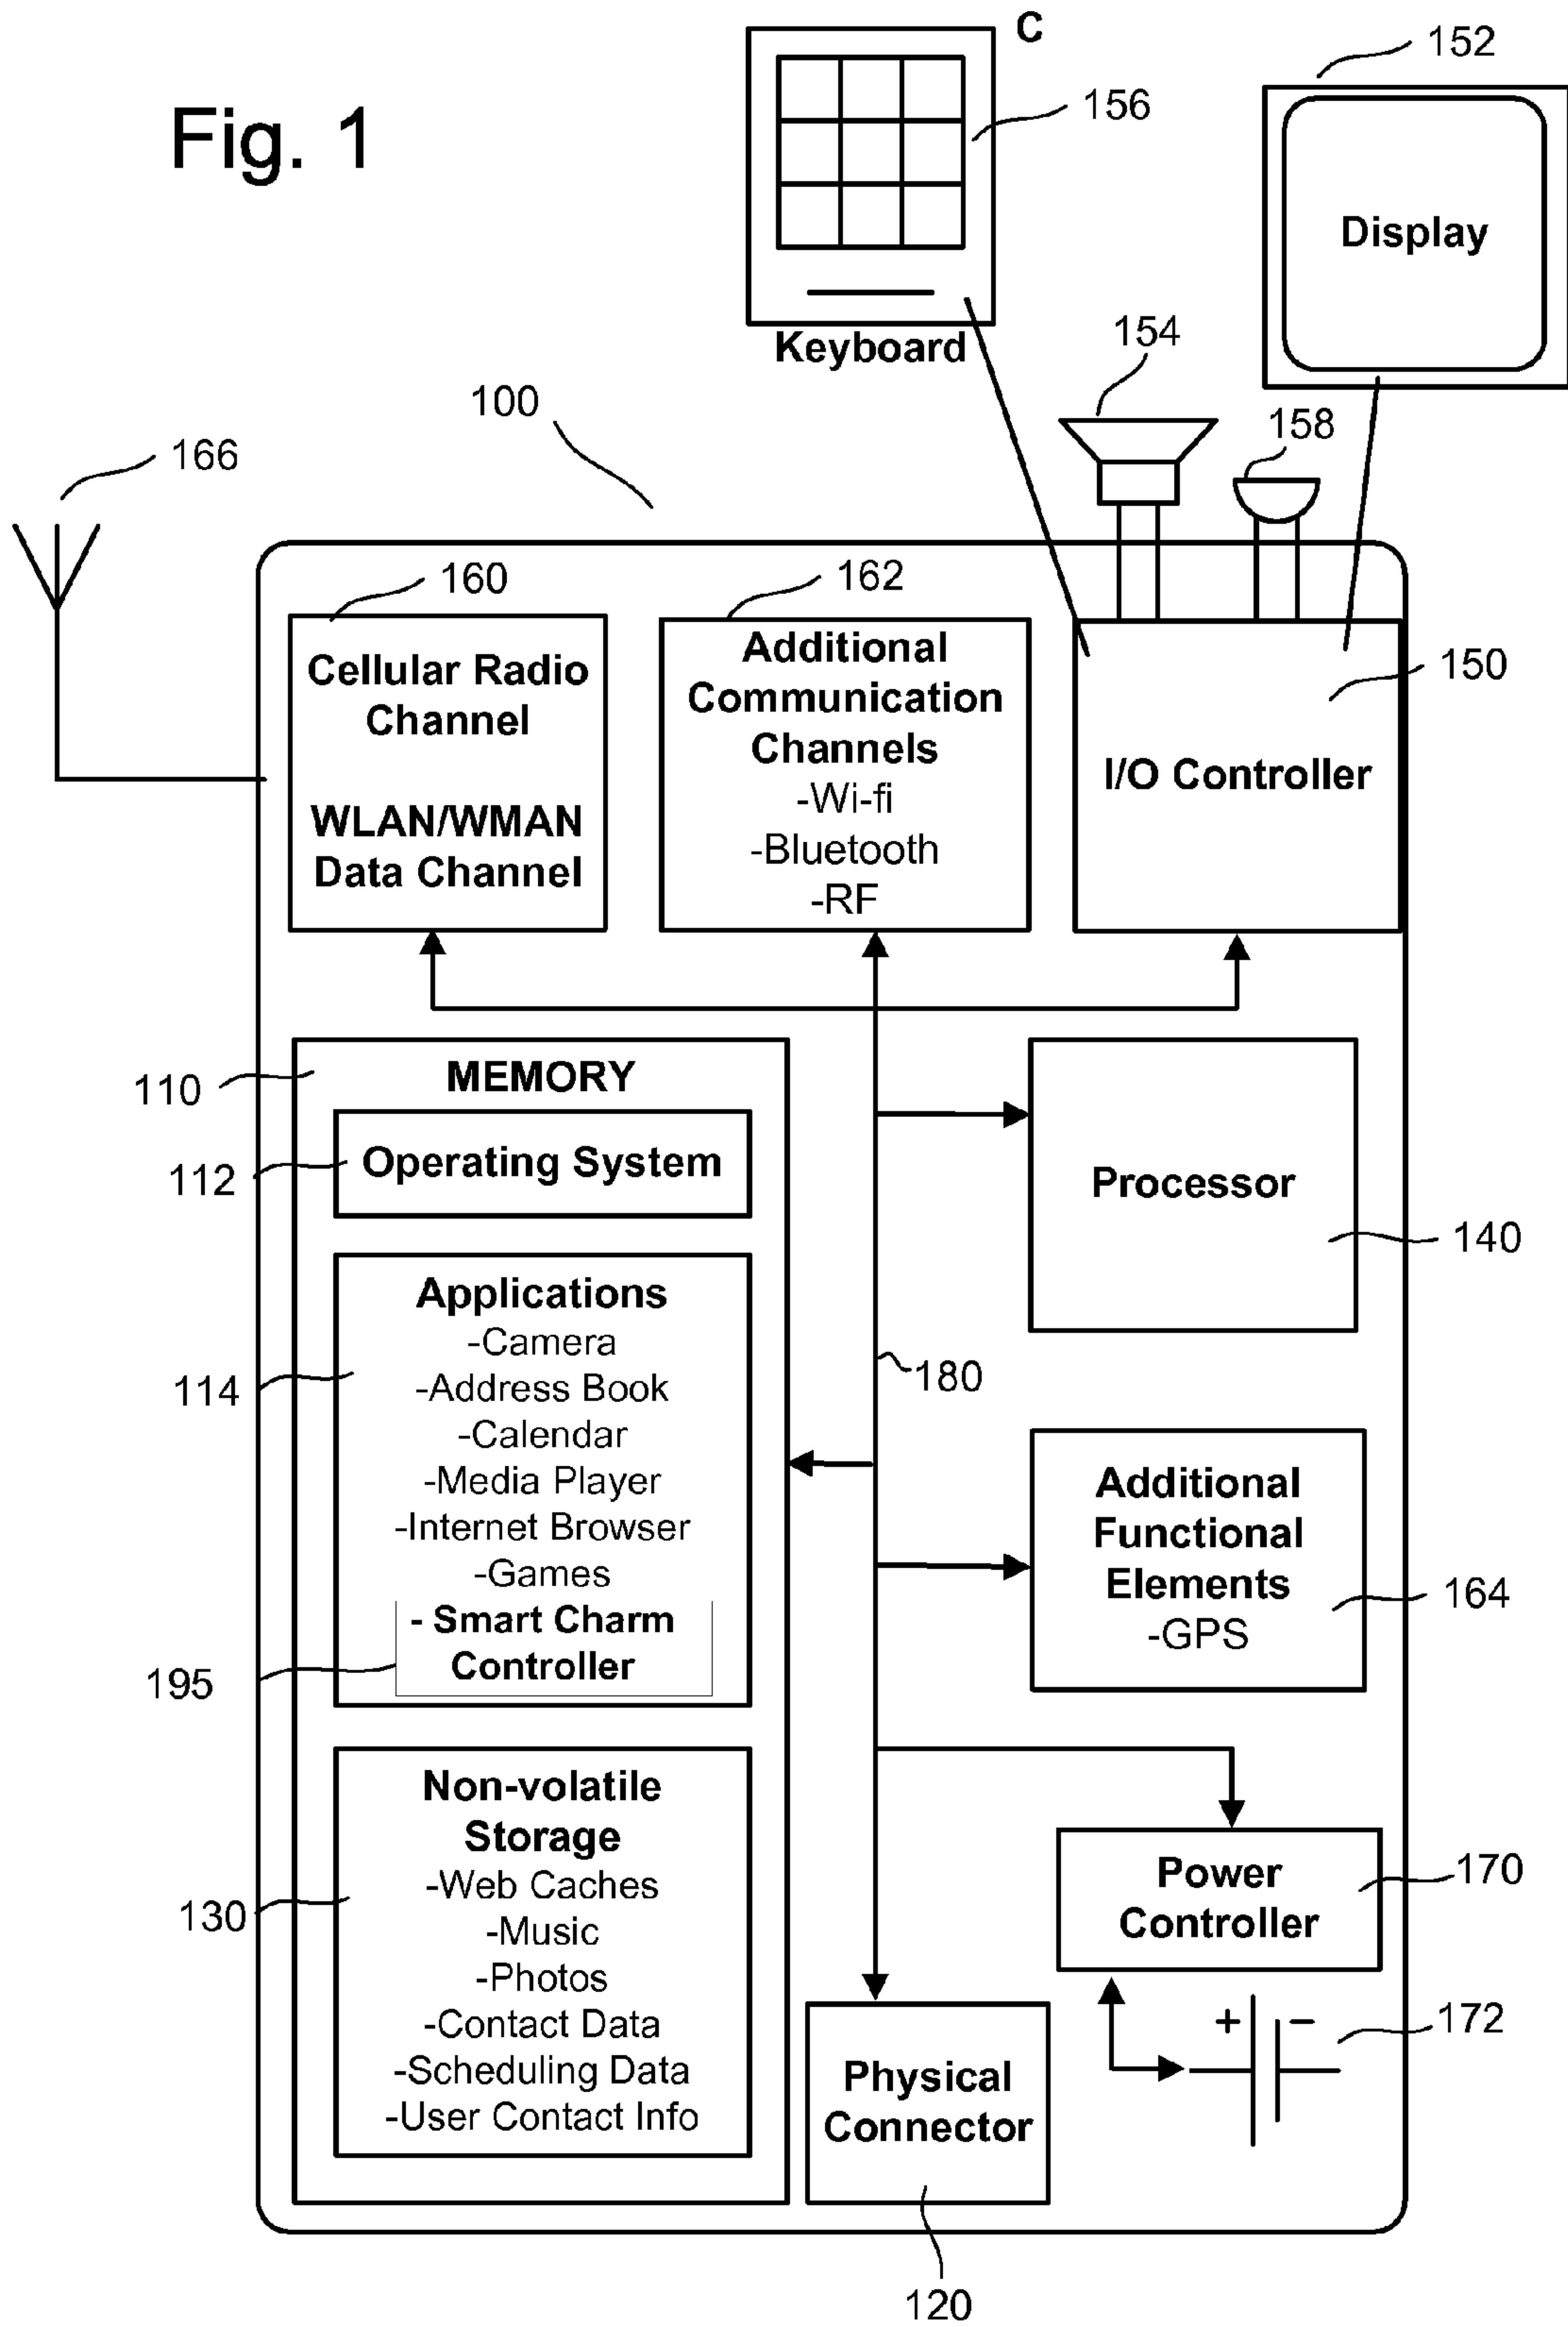 C
152
156
Fig. 1
Display
154
Keyboard
100
158
166
160
162
Cellular Radio
Channel
WLAN/WMAN
Data Channel
Additional
Communication
Channels
-Wi-fi
-Bluetooth
-RF
150
I/O Controller
110
MEMORY
112
Operating System
Processor
140
114
Applications
-Camera
-Address Book
-Calendar
-Media Player
-Internet Browser
-Games
- Smart Charm
Controller
195
180
Additional
Functional
Elements
-GPS
164
130
Non-volatile
Storage
-Web Caches
-Music
-Photos
-Contact Data
-Scheduling Data
-User Contact Info
Power
Controller
170
+ −
172
Physical
Connector
120